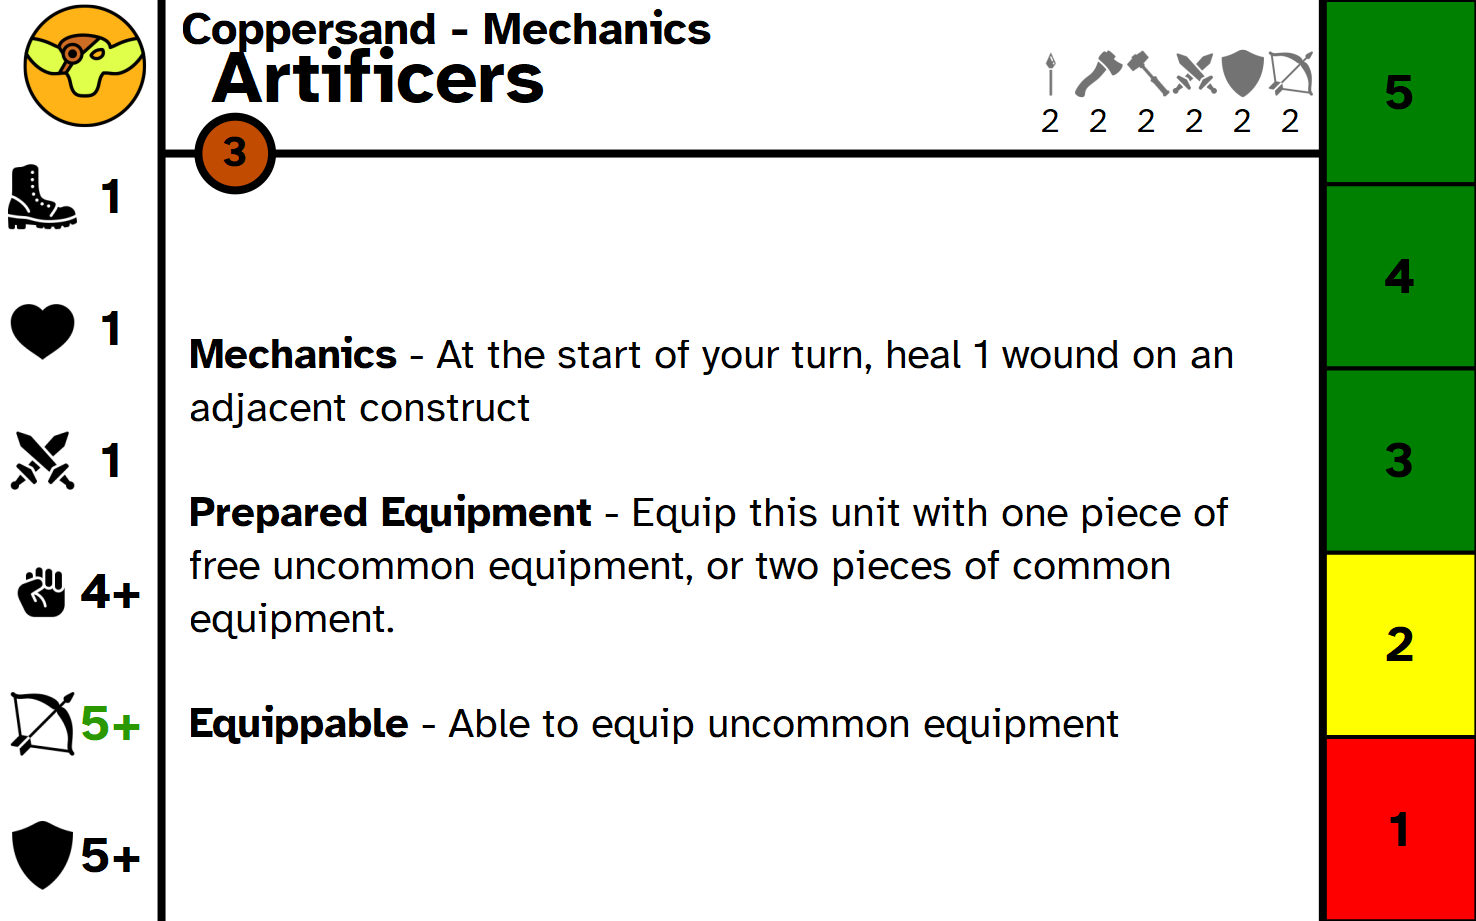 Coppersand - Mechanics
Artificers
2 2 2 2 2 2
3
1
1
1
4+
5+
5+
Mechanics - At the start of your turn, heal 1 wound on an
adjacent construct
Prepared Equipment - Equip this unit with one piece of
free uncommon equipment, or two pieces of common
equipment.
Equippable - Able to equip uncommon equipment
5
4
3
2
1